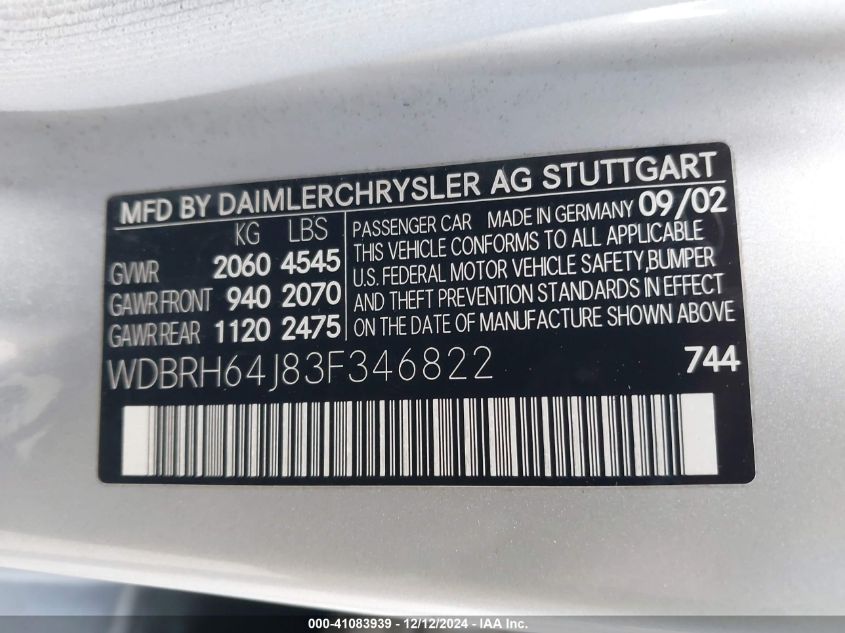 MFD BY DAIMLERCHRYSLER AG STUTTGART
KG LBS
GVWR 2060 4545
GAWR FRONT 940 2070
GAWR REAR 1120 2475
PASSENGER CAR MADE IN GERMANY 09/02
THIS VEHICLE CONFORMS TO ALL APPLICABLE
U.S. FEDERAL MOTOR VEHICLE SAFETY,BUMPER
AND THEFT PREVENTION STANDARDS IN EFFECT
ON THE DATE OF MANUFACTURE SHOWN ABOVE
WDBRH64J83F346822 744
000-41083939 / 12/12/2024 - IAA Inc.